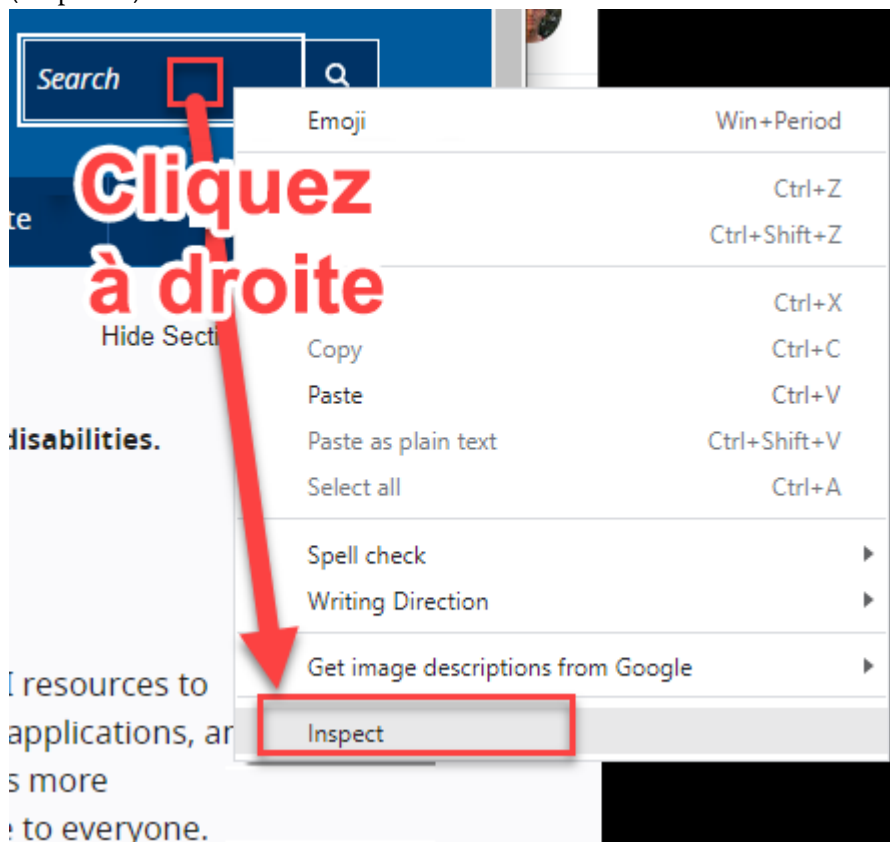 Search
Emoji Win+Period
Cliquez
Ctrl+Z
te
Ctrl+Shift+Z
à droite
Ctrl+X
Hide Secti
Copy Ctrl+C
Paste Ctrl+V
disabilities.
Paste as plain text Ctrl+Shift+V
Select all Ctrl+A
Spell check
Writing Direction
Get image descriptions from Google
I resources to
applications, ar
Inspect
s more
to everyone.